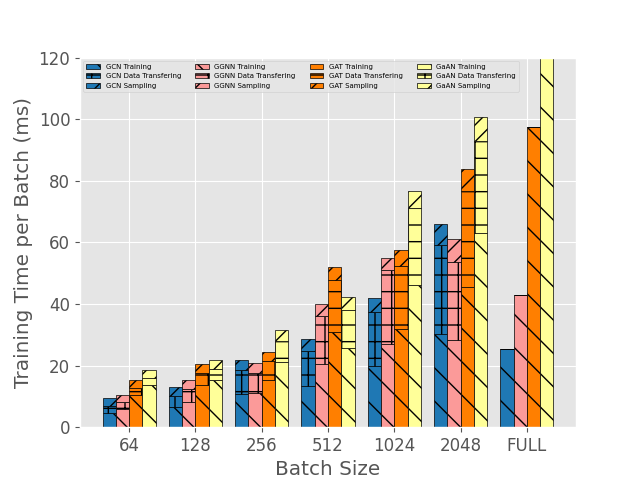 120
100
80
60
40
20
0
Training Time per Batch (ms)
GCN Training
GCN Data Transfering
GCN Sampling
GGNN Training
GGNN Data Transfering
GGNN Sampling
GAT Training
GAT Data Transfering
GAT Sampling
GaAN Training
GaAN Data Transfering
GaAN Sampling
64 128 256 512 1024 2048 FULL
Batch Size